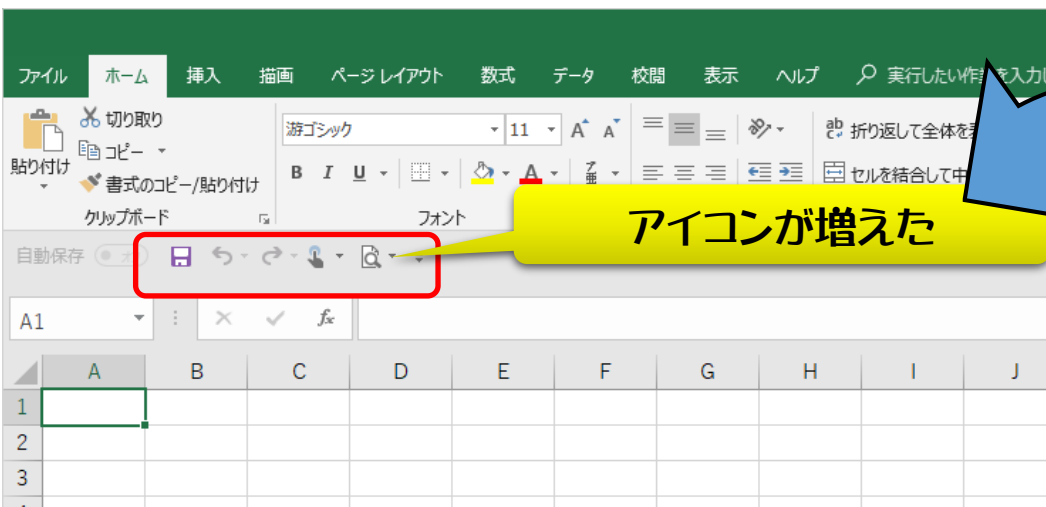 ファイル ホーム 挿入 描画 ページ レイアウト 数式 データ 校閲 表示 ヘルプ 実行したい作業を入力し
切り取り
コピー
書式のコピー/貼り付け
貼り付け
クリップボード
游ゴシック 11 A A
B I U A 亜
フォント
ab 折り返して全体を
セルを結合して中
アイコンが増えた
自動保存 オフ
A1 fx
A B C D E F G H I J
1
2
3